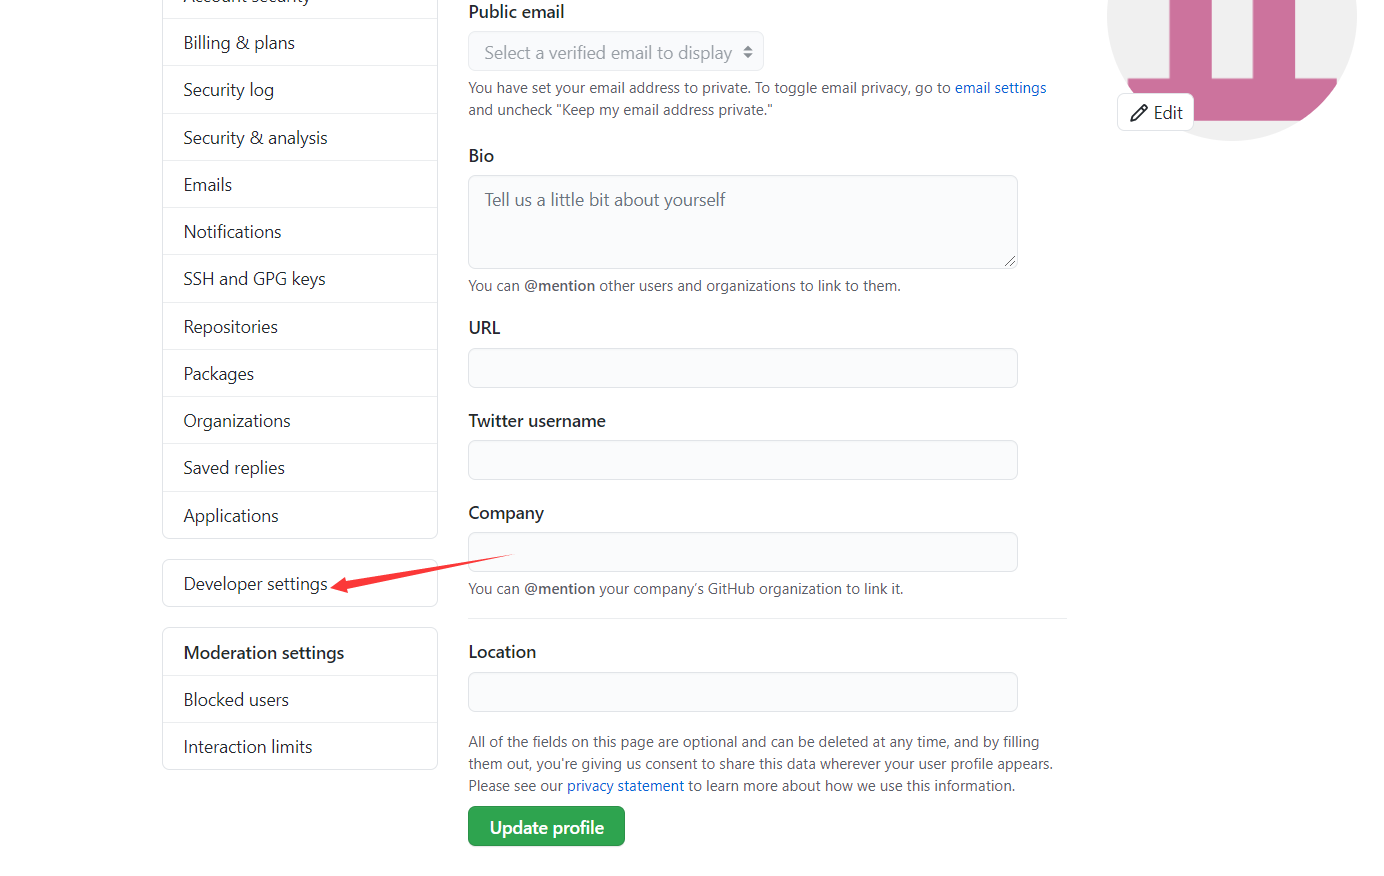 Account security
Billing & plans
Security log
Security & analysis
Emails
Notifications
SSH and GPG keys
Repositories
Packages
Organizations
Saved replies
Applications
Developer settings
Moderation settings
Blocked users
Interaction limits
Public email
Select a verified email to display
You have set your email address to private. To toggle email privacy, go to email settings
and uncheck "Keep my email address private."
Bio
Tell us a little bit about yourself
You can @mention other users and organizations to link to them.
URL
Twitter username
Company
You can @mention your company's GitHub organization to link it.
Location
All of the fields on this page are optional and can be deleted at any time, and by filling
them out, you're giving us consent to share this data wherever your user profile appears.
Please see our privacy statement to learn more about how we use this information.
Update profile
Edit